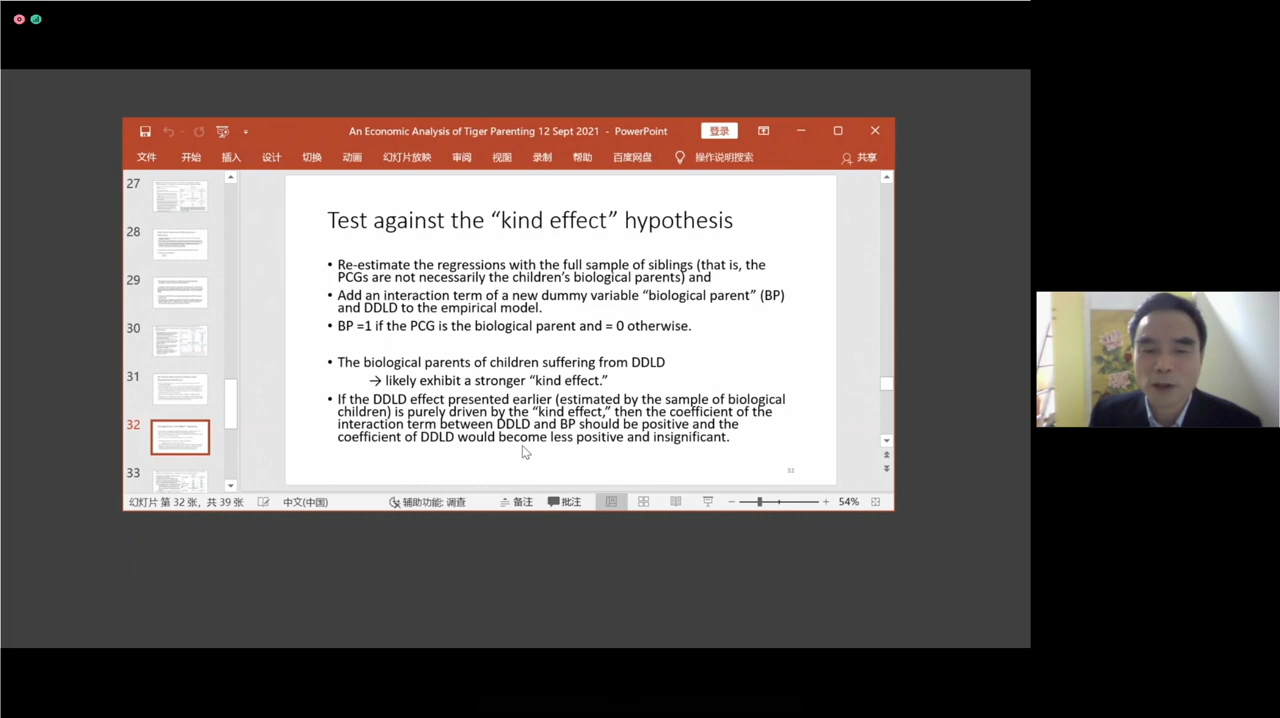 An Economic Analysis of Tiger Parenting 12 Sept 2021 - PowerPoint
登录
文件 开始 插入 设计 切换 动画 幻灯片放映 审阅 视图 录制 帮助 百度网盘 操作说明搜索 共享
27
28
29
30
31
32
33
Test against the “kind effect” hypothesis
• Re-estimate the regressions with the full sample of siblings (that is, the
PCGs are not necessarily the children’s biological parents) and
• Add an interaction term of a new dummy variable “biological parent” (BP)
and DDLD to the empirical model.
• BP =1 if the PCG is the biological parent and = 0 otherwise.
• The biological parents of children suffering from DDLD
→ likely exhibit a stronger “kind effect.”
• If the DDLD effect presented earlier (estimated by the sample of biological
children) is purely driven by the “kind effect,” then the coefficient of the
interaction term between DDLD and BP should be positive and the
coefficient of DDLD would become less positive and insignificant.
32
幻灯片 第 32 张，共 39 张 中文(中国) 辅助功能: 调查 备注 批注 54%